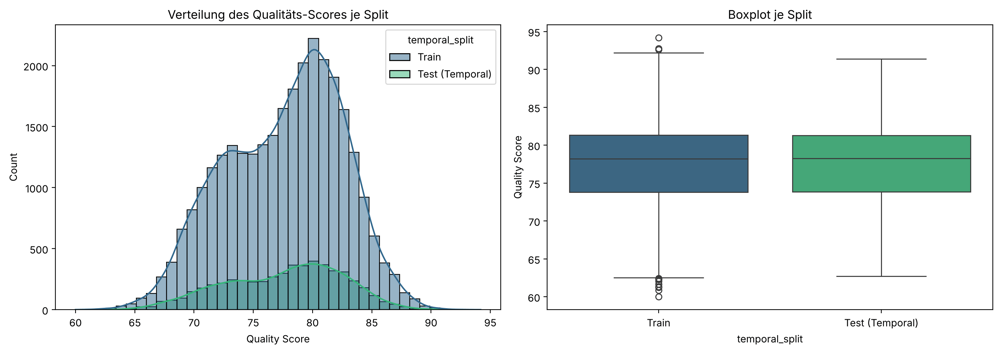 Verteilung des Qualitäts-Scores je Split
temporal_split
Train
Test (Temporal)
Count
2000
1500
1000
500
0
60 65 70 75 80 85 90 95
Quality Score
Boxplot je Split
Quality Score
95
90
85
80
75
70
65
60
Train Test (Temporal)
temporal_split